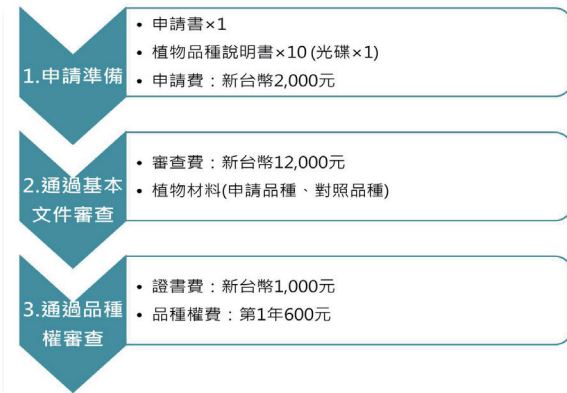 1.申請準備
• 申請書×1
• 植物品種說明書×10 (光碟×1)
• 申請費：新台幣2,000元
2.通過基本
文件審查
• 審查費：新台幣12,000元
• 植物材料(申請品種、對照品種)
3.通過品種
權審查
• 證書費：新台幣1,000元
• 品種權費：第1年600元